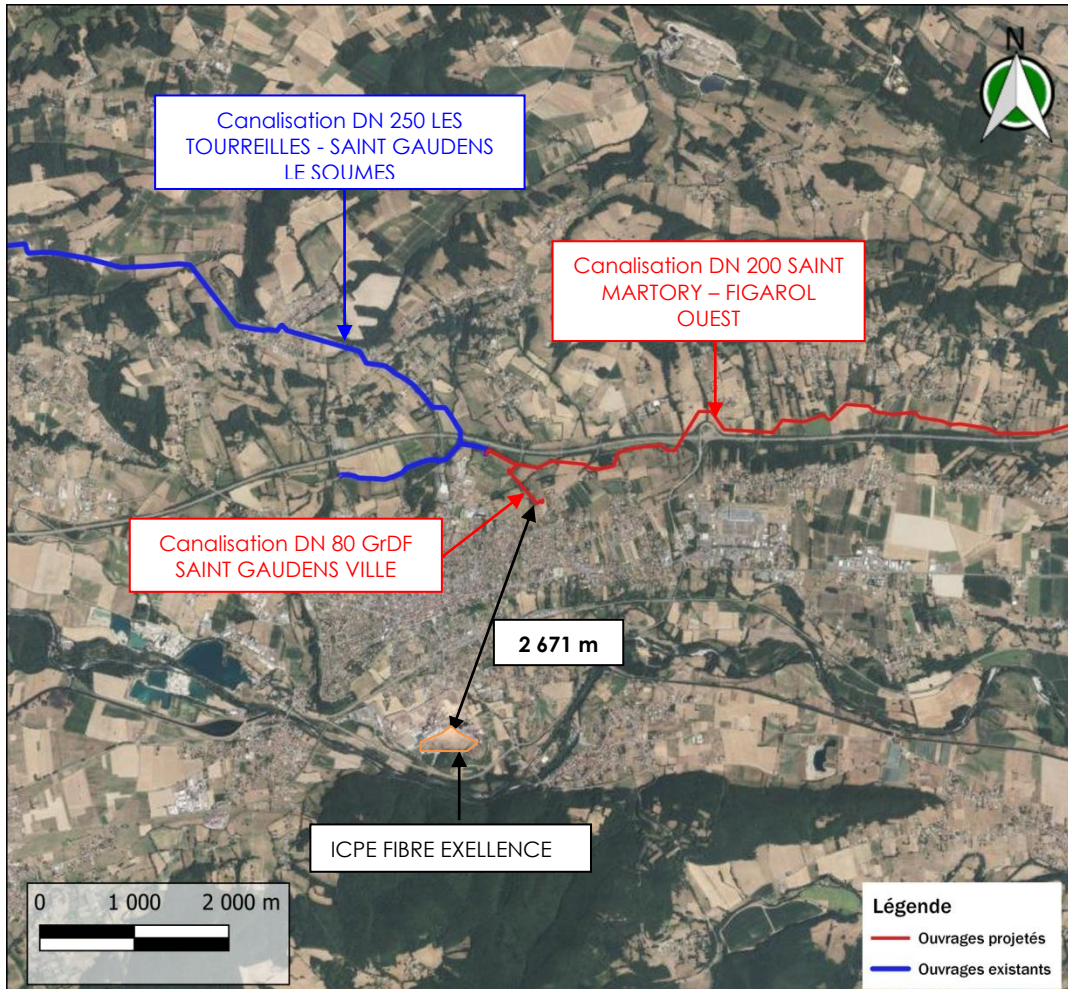 N
Canalisation DN 250 LES
TOURREILLES - SAINT GAUDENS
LE SOUMES
Canalisation DN 200 SAINT
MARTORY – FIGAROL
OUEST
Canalisation DN 80 GrDF
SAINT GAUDENS VILLE
2 671 m
ICPE FIBRE EXELLENCE
0 1 000 2 000 m
Légende
Ouvrages projetés
Ouvrages existants